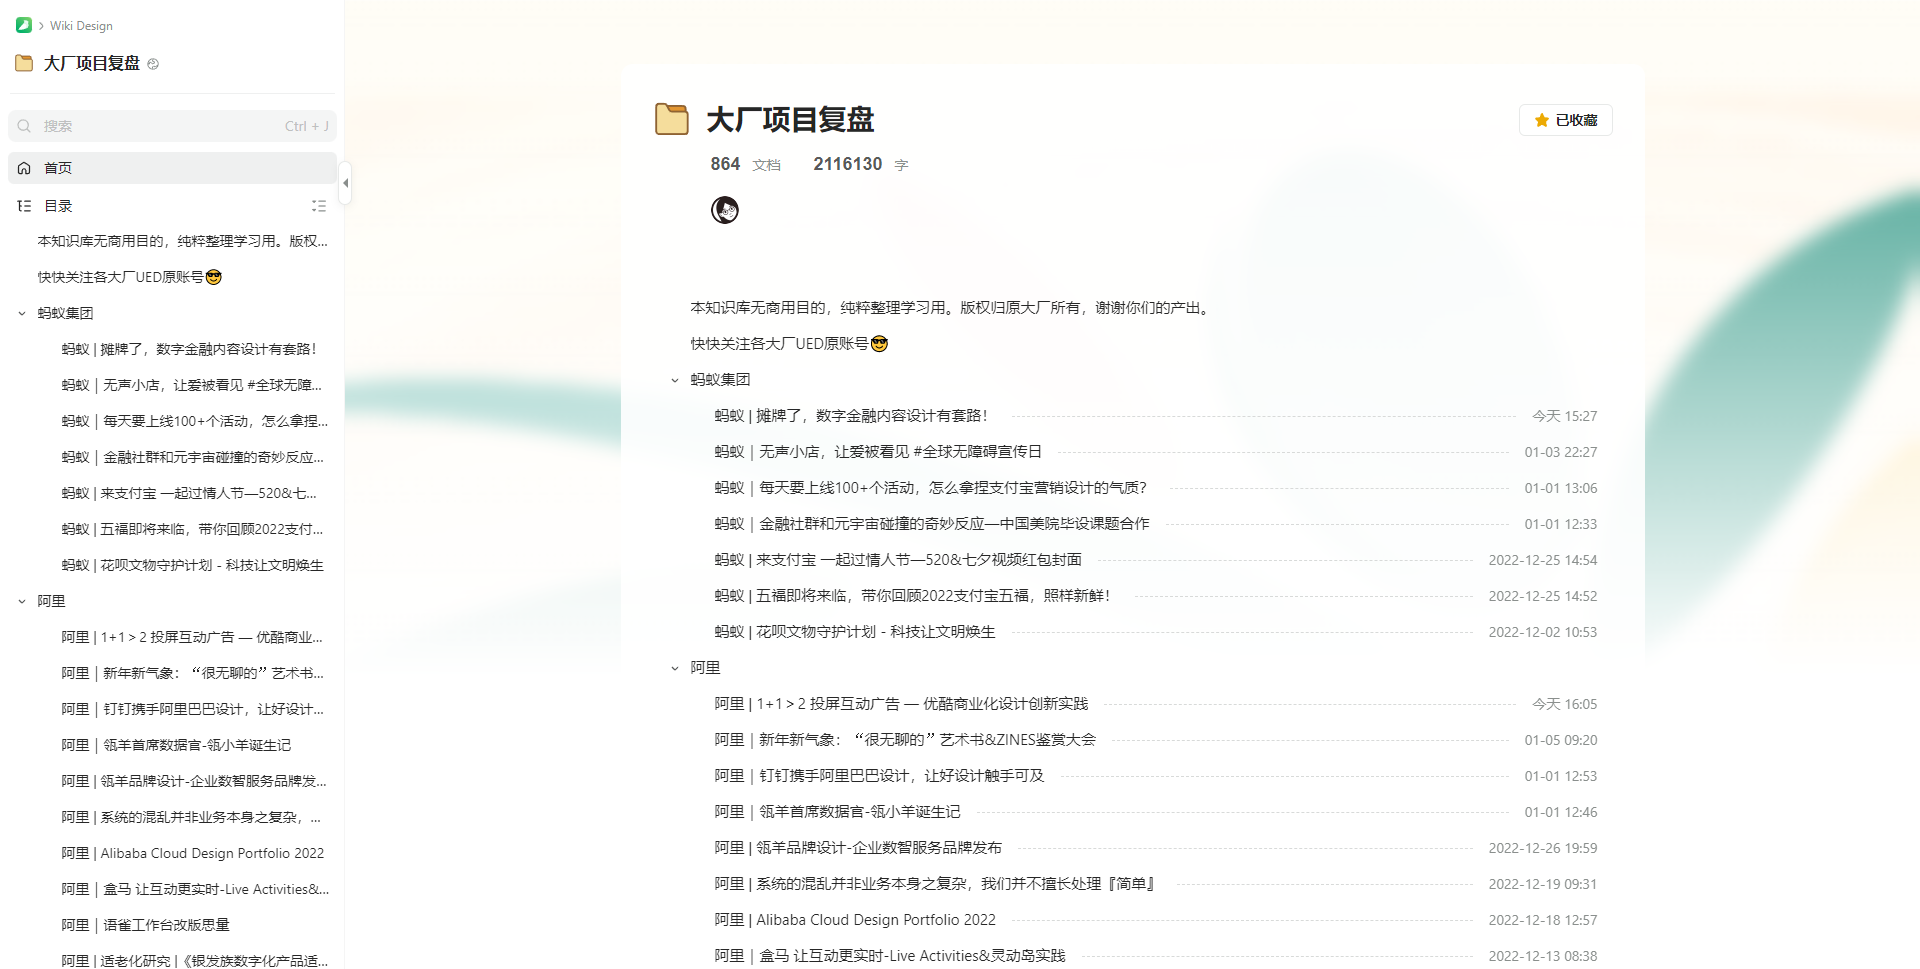 Wiki Design
大厂项目复盘
搜索 Ctrl + J
首页
目录
本知识库无商用目的，纯粹整理学习用。版权...
快快关注各大厂UED原账号😎
蚂蚁集团
蚂蚁 | 摊牌了，数字金融内容设计有套路！
蚂蚁｜无声小店，让爱被看见 #全球无障...
蚂蚁｜每天要上线100+个活动，怎么拿捏...
蚂蚁｜金融社群和元宇宙碰撞的奇妙反应...
蚂蚁 | 来支付宝 一起过情人节—520&七...
蚂蚁 | 五福即将来临，带你回顾2022支付...
蚂蚁 | 花呗文物守护计划 - 科技让文明焕生
阿里
阿里 | 1+1＞2 投屏互动广告 — 优酷商业...
阿里｜新年新气象：“很无聊的”艺术书...
阿里｜钉钉携手阿里巴巴设计，让好设计...
阿里｜瓴羊首席数据官-瓴小羊诞生记
阿里 | 瓴羊品牌设计-企业数智服务品牌发...
阿里 | 系统的混乱并非业务本身之复杂，...
阿里 | Alibaba Cloud Design Portfolio 2022
阿里｜盒马 让互动更实时-Live Activities&...
阿里｜语雀工作台改版思量
阿里 | 适老化研究 |《银发族数字化产品适...
大厂项目复盘
已收藏
864 文档 2116130 字
本知识库无商用目的，纯粹整理学习用。版权归原大厂所有，谢谢你们的产出。
快快关注各大厂UED原账号😎
蚂蚁集团
蚂蚁 | 摊牌了，数字金融内容设计有套路！ 今天 15:27
蚂蚁｜无声小店，让爱被看见 #全球无障碍宣传日 01-03 22:27
蚂蚁｜每天要上线100+个活动，怎么拿捏支付宝营销设计的气质？ 01-01 13:06
蚂蚁｜金融社群和元宇宙碰撞的奇妙反应—中国美院毕设课题合作 01-01 12:33
蚂蚁 | 来支付宝 一起过情人节—520&七夕视频红包封面 2022-12-25 14:54
蚂蚁 | 五福即将来临，带你回顾2022支付宝五福，照样新鲜！ 2022-12-25 14:52
蚂蚁 | 花呗文物守护计划 - 科技让文明焕生 2022-12-02 10:53
阿里
阿里 | 1+1＞2 投屏互动广告 — 优酷商业化设计创新实践 今天 16:05
阿里｜新年新气象：“很无聊的”艺术书&ZINES鉴赏大会 01-05 09:20
阿里｜钉钉携手阿里巴巴设计，让好设计触手可及 01-01 12:53
阿里｜瓴羊首席数据官-瓴小羊诞生记 01-01 12:46
阿里 | 瓴羊品牌设计-企业数智服务品牌发布 2022-12-26 19:59
阿里 | 系统的混乱并非业务本身之复杂，我们并不擅长处理『简单』 2022-12-19 09:31
阿里 | Alibaba Cloud Design Portfolio 2022 2022-12-18 12:57
阿里｜盒马 让互动更实时-Live Activities&灵动岛实践 2022-12-13 08:38